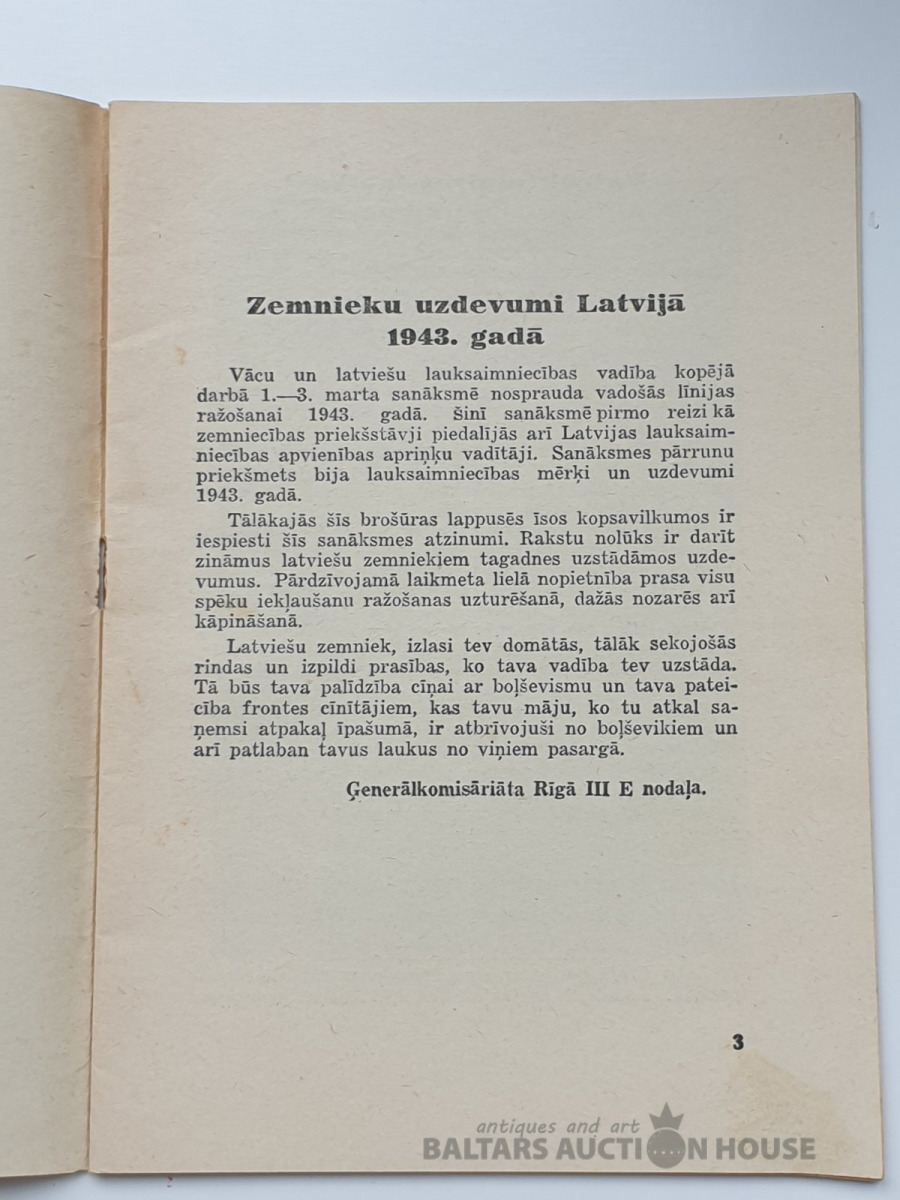 Zemnieku uzdevumi Latvijā
1943. gadā
Vācu un latviešu lauksaimniecības vadība kopējā
darbā 1.—3. marta sanāksmē nosprauda vadošās līnijas
ražošanai 1943. gadā. Šinī sanāksmē pirmo reizi kā
zemniecības priekšstāvji piedalījās arī Latvijas lauksaim-
niecības apvienības apriņķu vadītāji. Sanāksmes pārrunu
priekšmets bija lauksaimniecības mērķi un uzdevumi
1943. gadā.
Tālākajās šīs brošūras lappusēs īsos kopsavilkumos ir
iespiesti šīs sanāksmes atzinumi. Rakstu nolūks ir darīt
zināmus latviešu zemniekiem tagadnes uzstādāmos uzde-
vumus. Pārdzīvojamā laikmeta lielā nopietnība prasa visu
spēku iekļaušanu ražošanas uzturēšanā, dažās nozarēs arī
kāpināšanā.
Latviešu zemniek, izlasi tev domātās, tālāk sekojošās
rindas un izpildi prasības, ko tava vadība tev uzstāda.
Tā būs tava palīdzība cīņai ar boļševismu un tava patei-
cība frontes cīnītājiem, kas tavu māju, ko tu atkal sa-
ņemsi atpakaļ īpašumā, ir atbrīvojuši no boļševikiem un
arī patlaban tavus laukus no viņiem pasargā.
Ģenerālkomisāriāta Rīgā III E nodaļa.
3
antiques and art
BALTARS AUCTION HOUSE